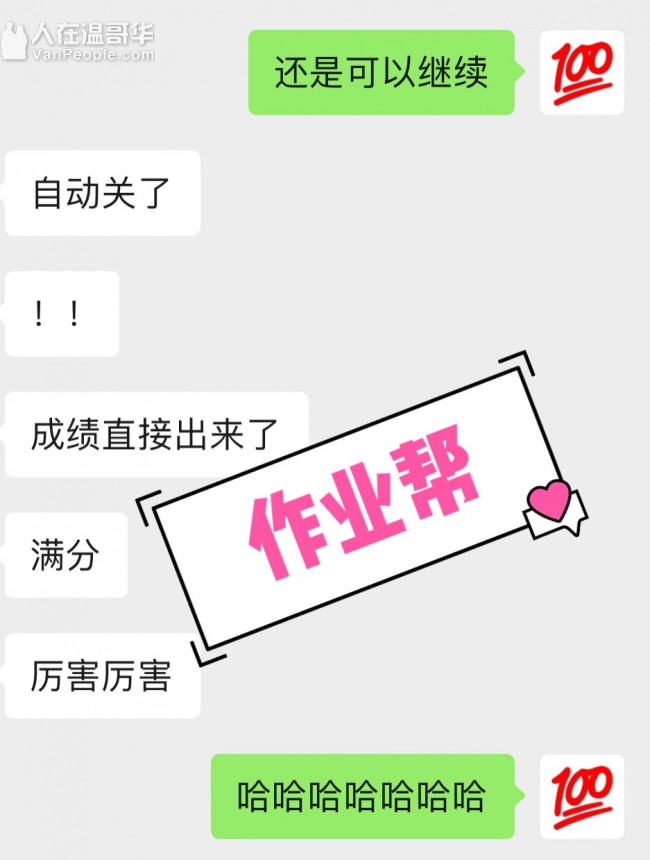 人在温哥华
VanPeople.com
还是可以继续
100
自动关了
！！
成绩直接出来了
作业帮
满分
厉害厉害
哈哈哈哈哈哈哈
100